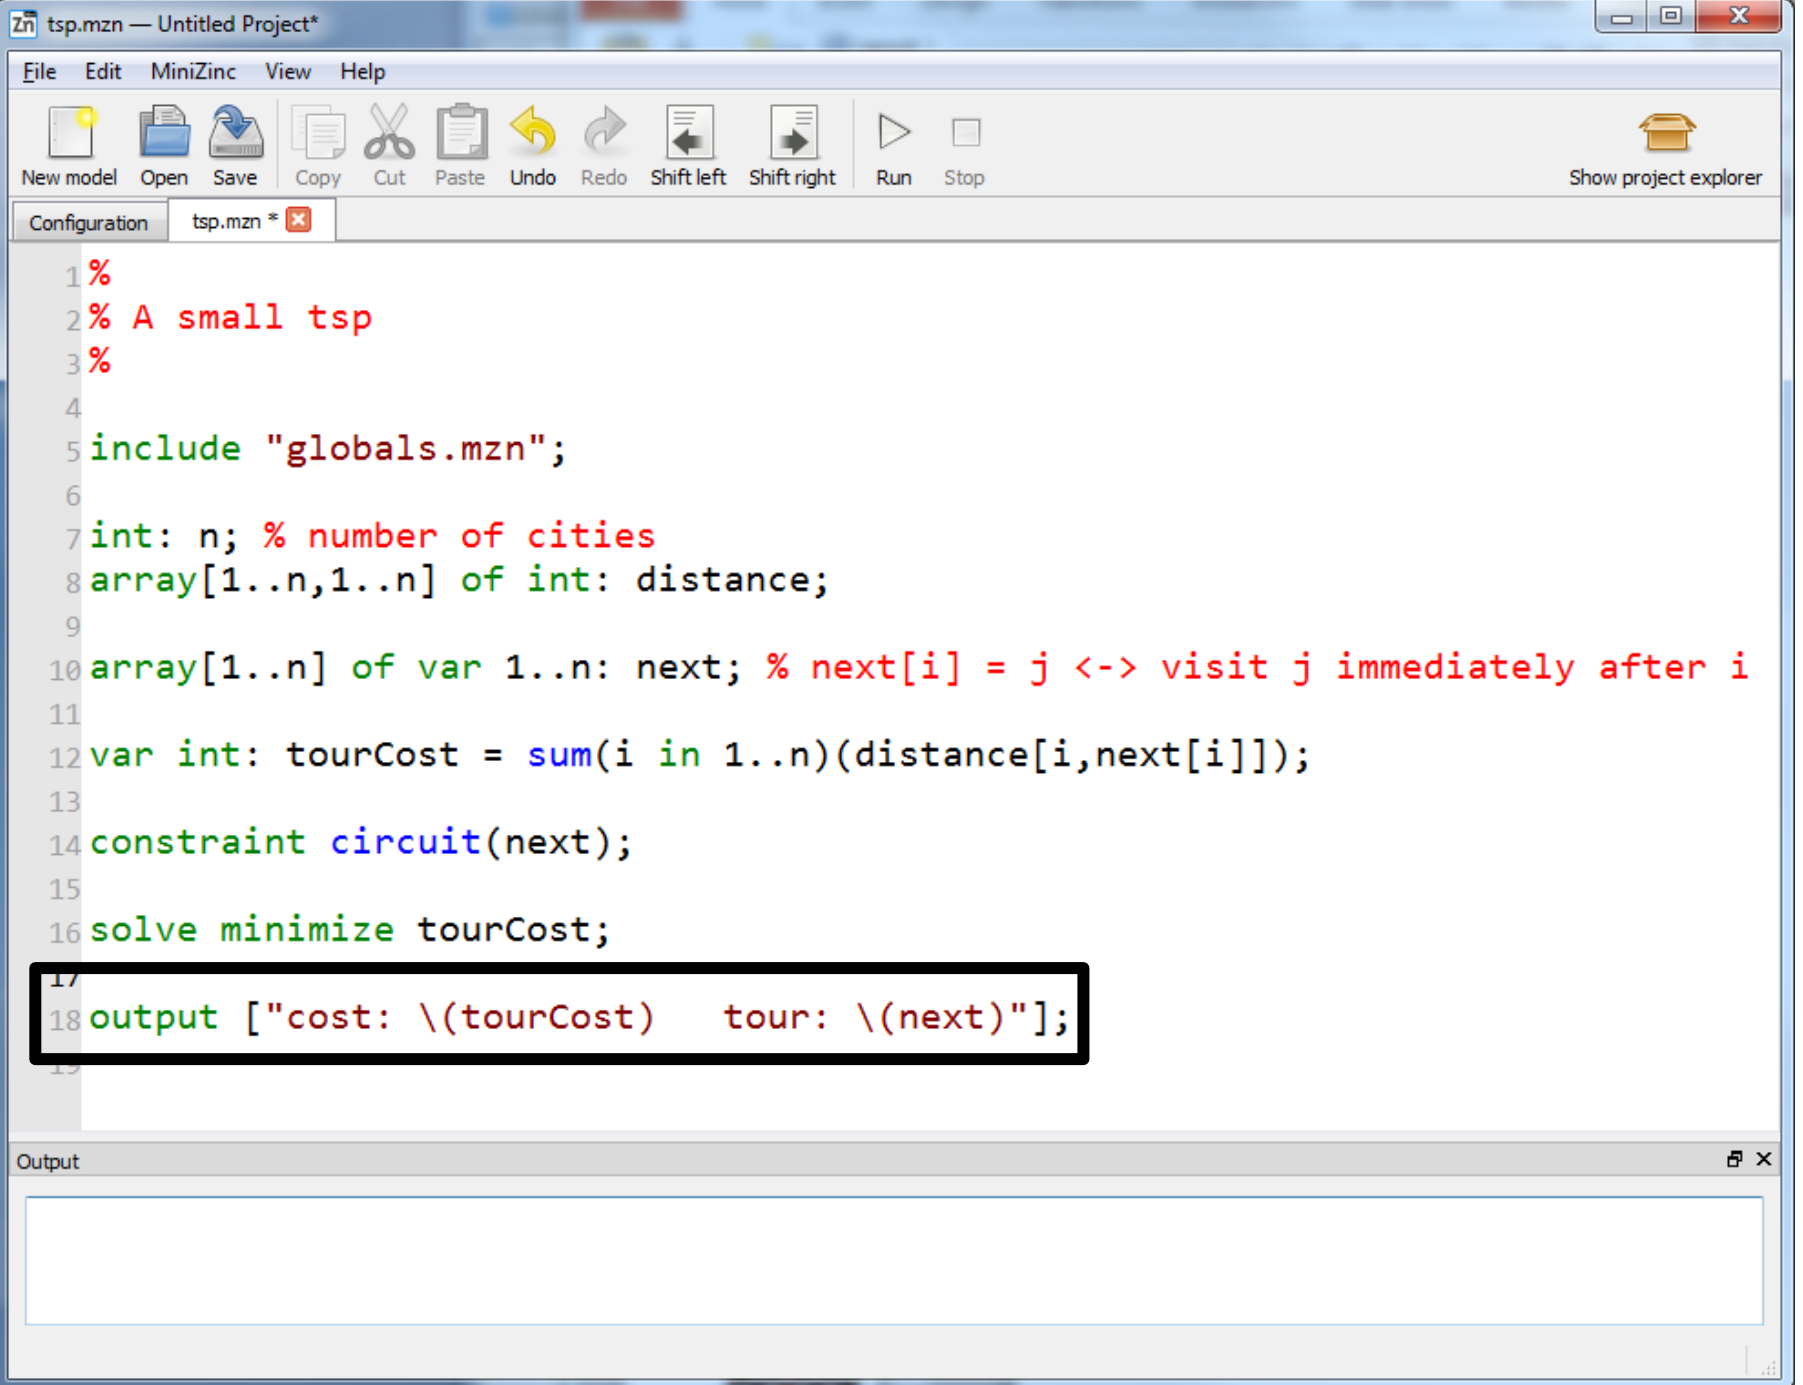 tsp.mzn — Untitled Project*
File Edit MiniZinc View Help
New model Open Save Copy Cut Paste Undo Redo Shift left Shift right Run Stop Show project explorer
Configuration tsp.mzn *
1 %
2 % A small tsp
3 %
4
5 include "globals.mzn";
6
7 int: n; % number of cities
8 array[1..n,1..n] of int: distance;
9
10 array[1..n] of var 1..n: next; % next[i] = j <-> visit j immediately after i
11
12 var int: tourCost = sum(i in 1..n)(distance[i,next[i]]);
13
14 constraint circuit(next);
15
16 solve minimize tourCost;
17
18 output ["cost: \(tourCost)   tour: \(next)"];
19
Output